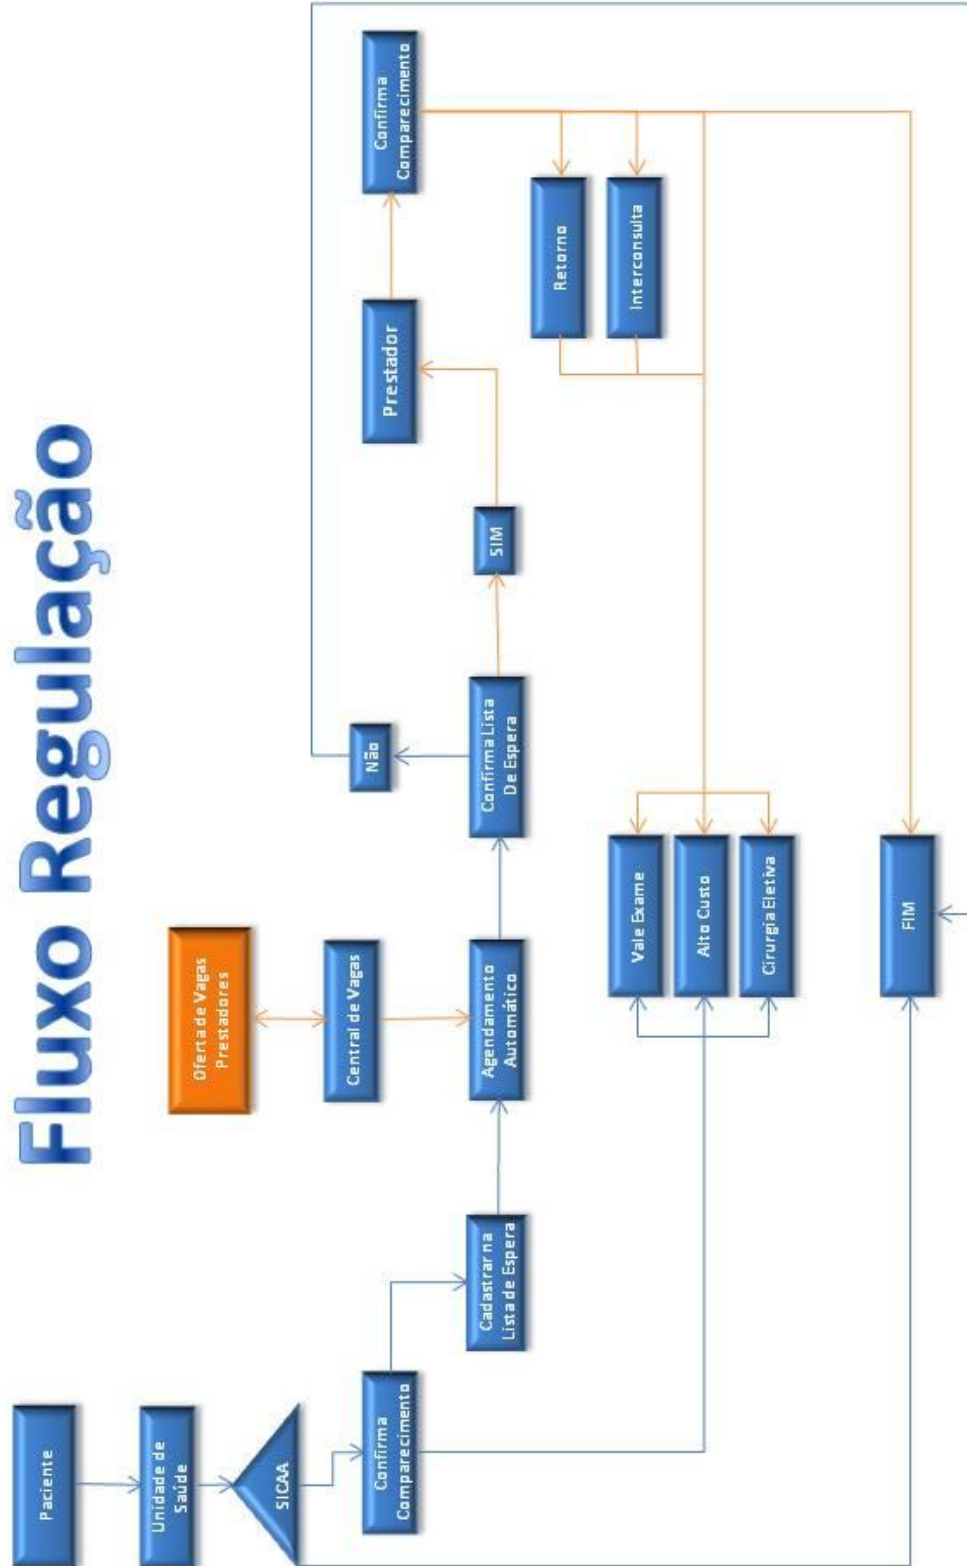 Fluxo Regulação
Paciente
Unidade de
Saúde
SICAA
Confirma
Comparecimento
Cadastrar na
Lista de Espera
Oferta de Vagas
Prestadores
Central de Vagas
Agendamento
Automático
Confirma Lista
De Espera
Não
SIM
Prestador
Confirma
Comparecimento
Retorno
Interconsulta
Vale Exame
Alto Custo
Cirurgia Eletiva
FIM